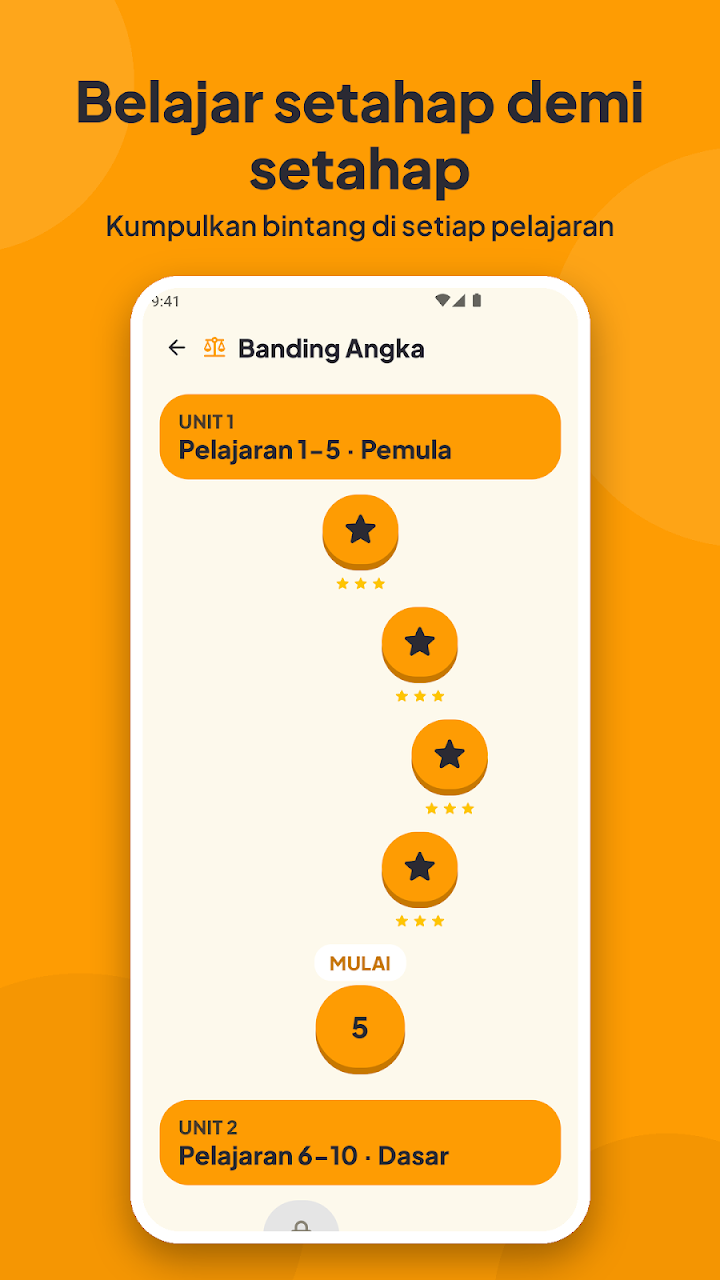 Belajar setahap demi
setahap
Kumpulkan bintang di setiap pelajaran
9:41
Banding Angka
UNIT 1
Pelajaran 1–5 · Pemula
MULAI
5
UNIT 2
Pelajaran 6–10 · Dasar